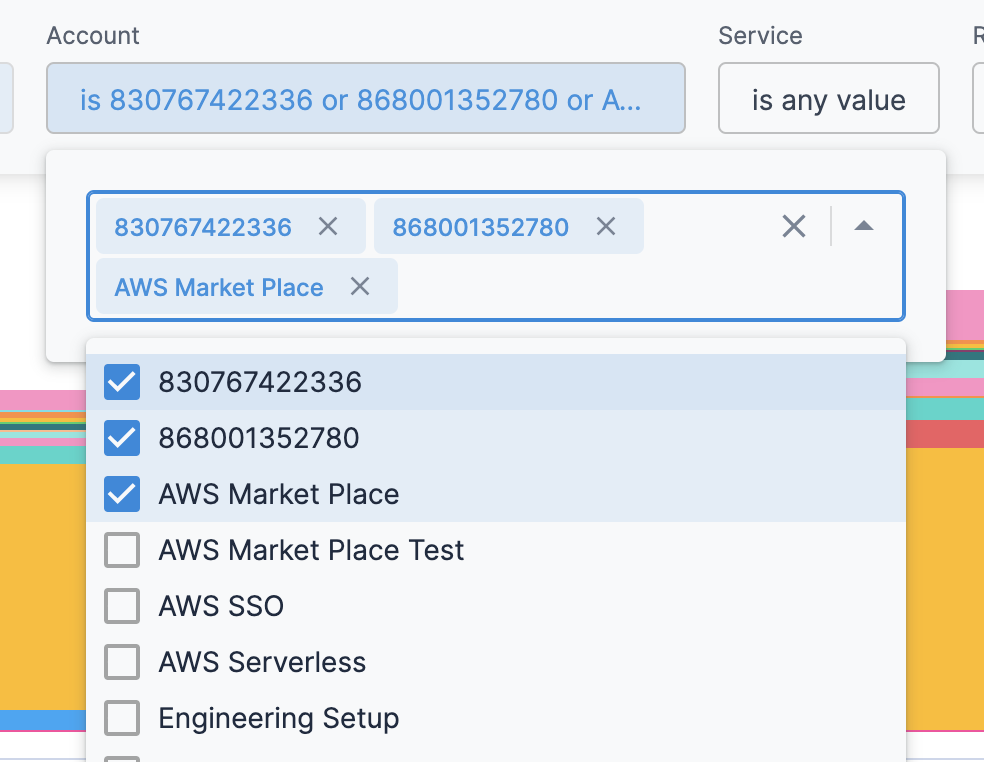 Account
Service
is 830767422336 or 868001352780 or A...
is any value
830767422336
868001352780
AWS Market Place
830767422336
868001352780
AWS Market Place
AWS Market Place Test
AWS SSO
AWS Serverless
Engineering Setup